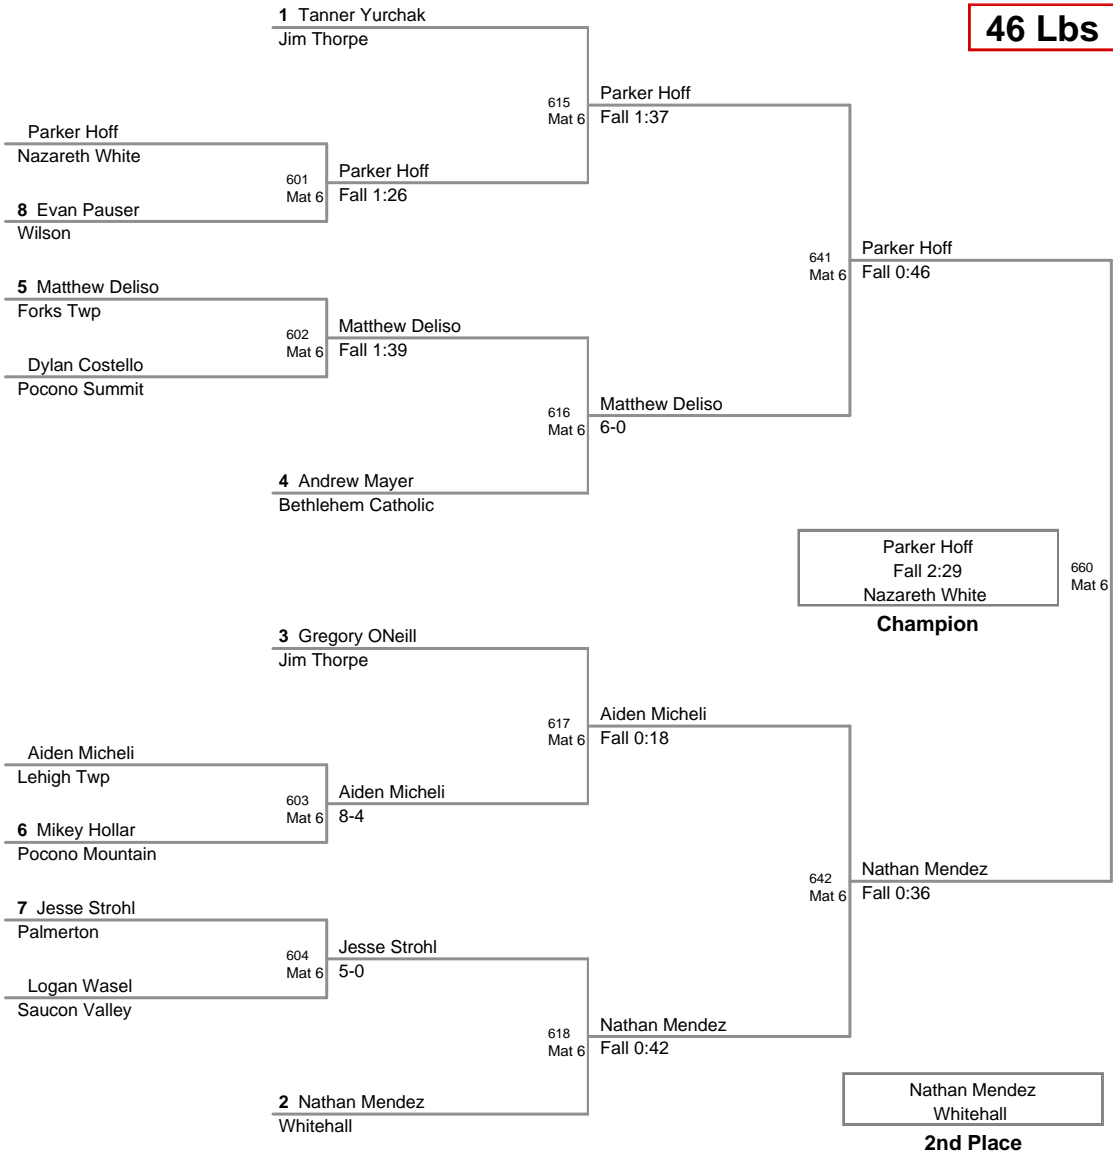 46 Lbs
1 Tanner Yurchak
Jim Thorpe
615
Mat 6
Parker Hoff
Fall 1:37
Parker Hoff
Nazareth White
601
Mat 6
Parker Hoff
Fall 1:26
8 Evan Pauser
Wilson
641
Mat 6
Parker Hoff
Fall 0:46
5 Matthew Deliso
Forks Twp
602
Mat 6
Matthew Deliso
Fall 1:39
Dylan Costello
Pocono Summit
616
Mat 6
Matthew Deliso
6-0
4 Andrew Mayer
Bethlehem Catholic
Parker Hoff
Fall 2:29
Nazareth White
Champion
660
Mat 6
3 Gregory ONeill
Jim Thorpe
617
Mat 6
Aiden Micheli
Fall 0:18
Aiden Micheli
Lehigh Twp
603
Mat 6
Aiden Micheli
8-4
6 Mikey Hollar
Pocono Mountain
642
Mat 6
Nathan Mendez
Fall 0:36
7 Jesse Strohl
Palmerton
604
Mat 6
Jesse Strohl
5-0
Logan Wasel
Saucon Valley
618
Mat 6
Nathan Mendez
Fall 0:42
2 Nathan Mendez
Whitehall
Nathan Mendez
Whitehall
2nd Place